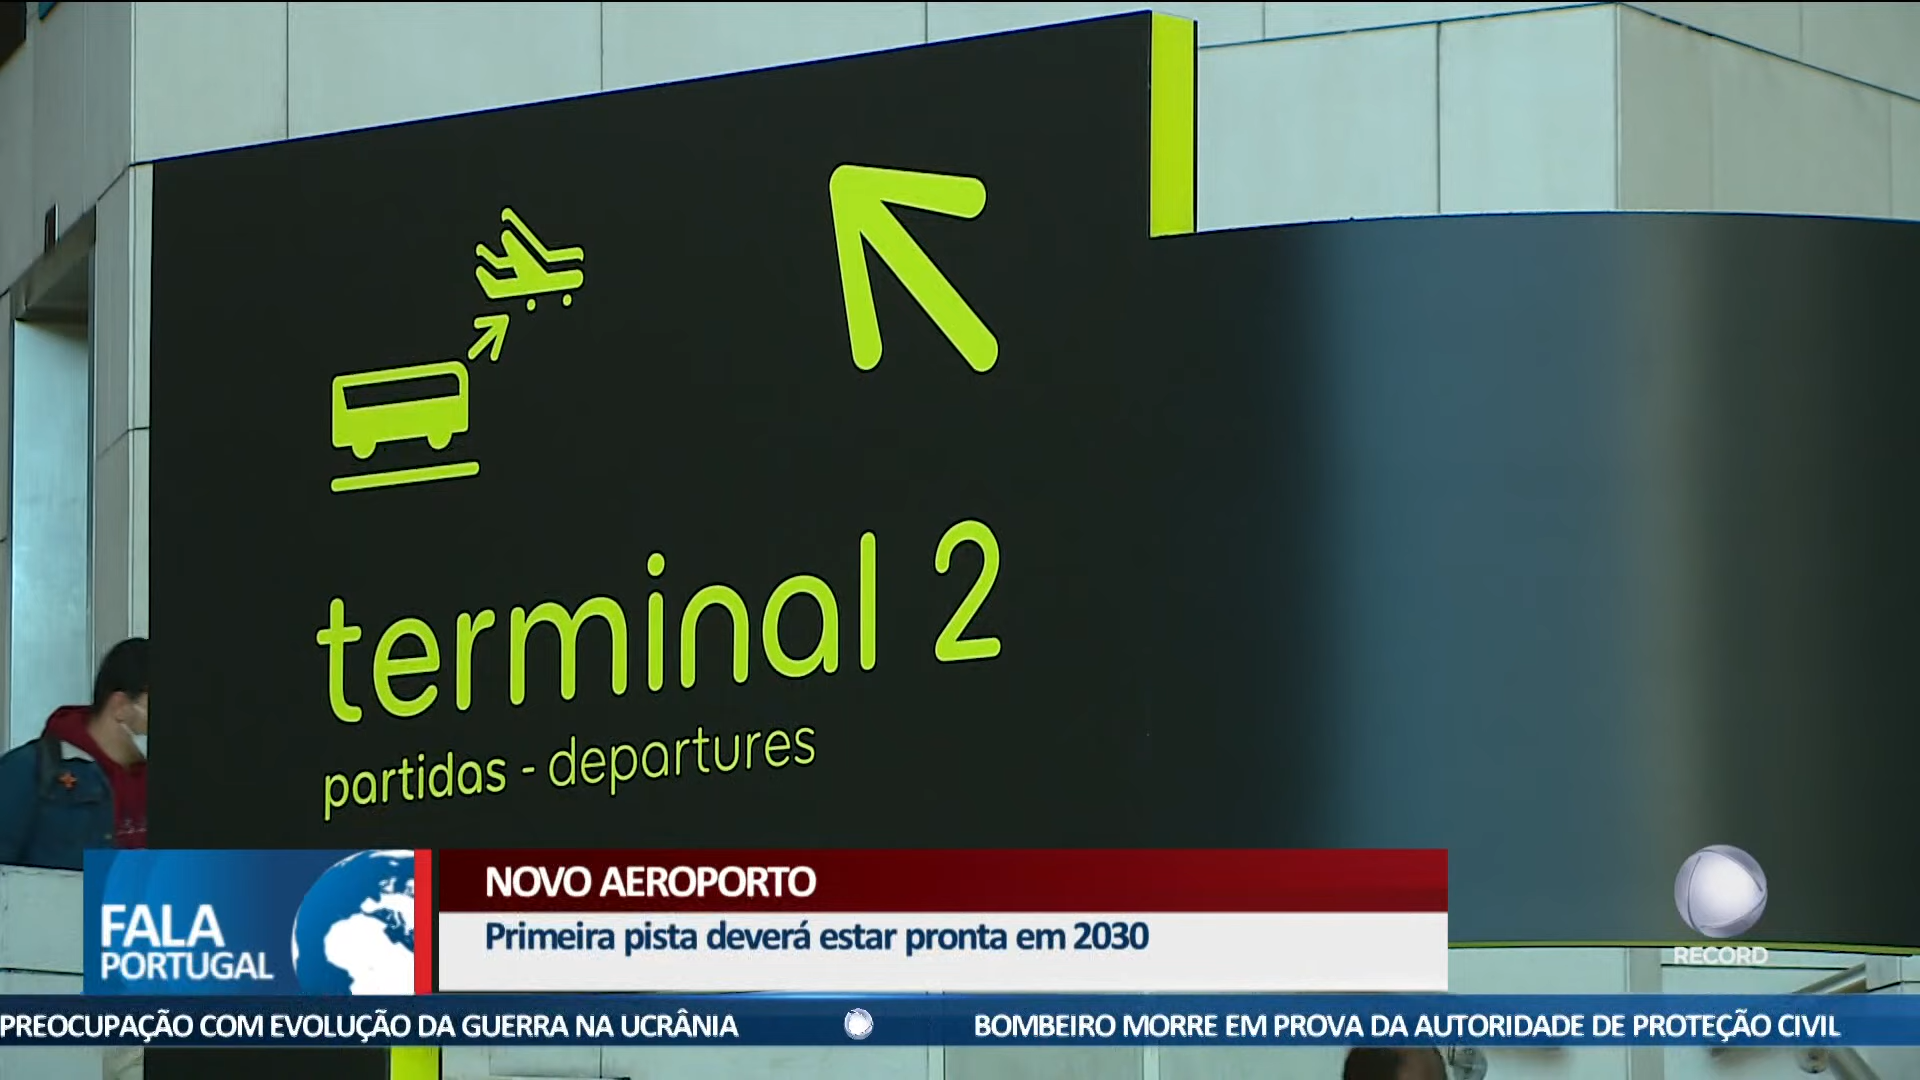 terminal 2
partidas - departures
NOVO AEROPORTO
Primeira pista deverá estar pronta em 2030
FALA
PORTUGAL
RECORD
PREOCUPAÇÃO COM EVOLUÇÃO DA GUERRA NA UCRÂNIA
BOMBEIRO MORRE EM PROVA DA AUTORIDADE DE PROTEÇÃO CIVIL